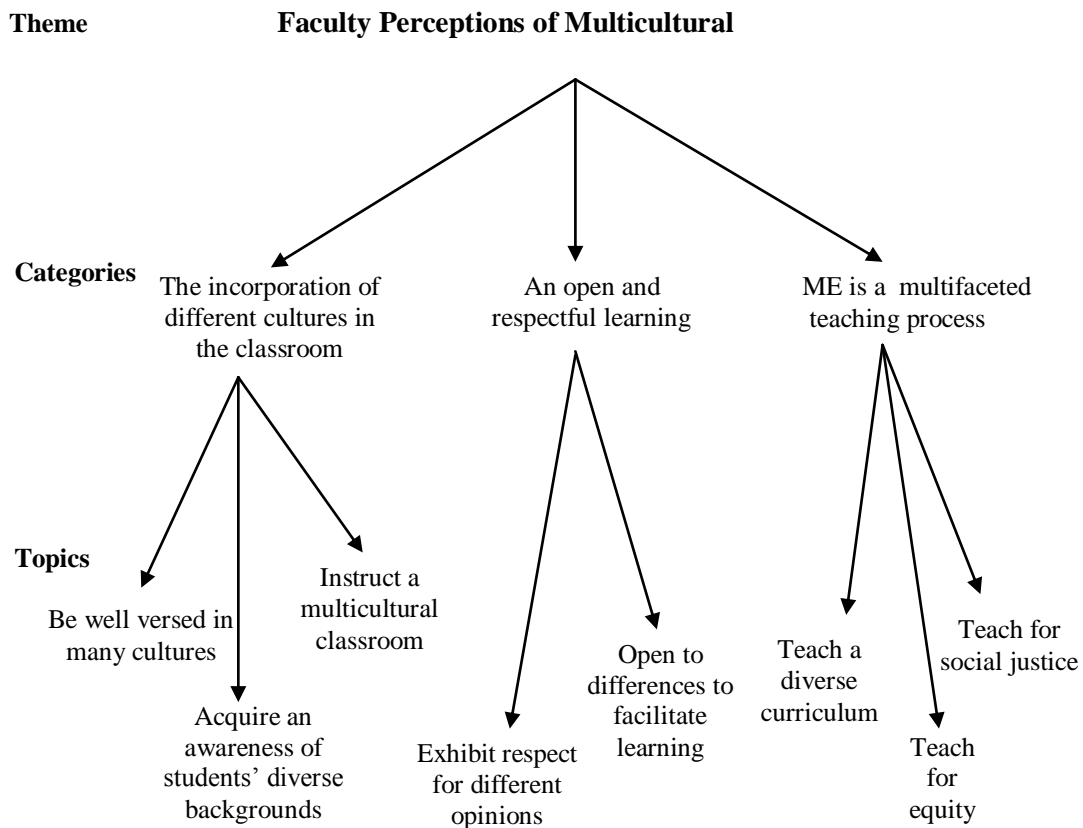 Theme
Faculty Perceptions of Multicultural
Categories
The incorporation of
different cultures in
the classroom
An open and
respectful learning
ME is a multifaceted
teaching process
Topics
Be well versed in
many cultures
Acquire an
awareness of
students’ diverse
backgrounds
Instruct a
multicultural
classroom
Exhibit respect
for different
opinions
Open to
differences to
facilitate
learning
Teach a
diverse
curriculum
Teach
for
equity
Teach for
social justice